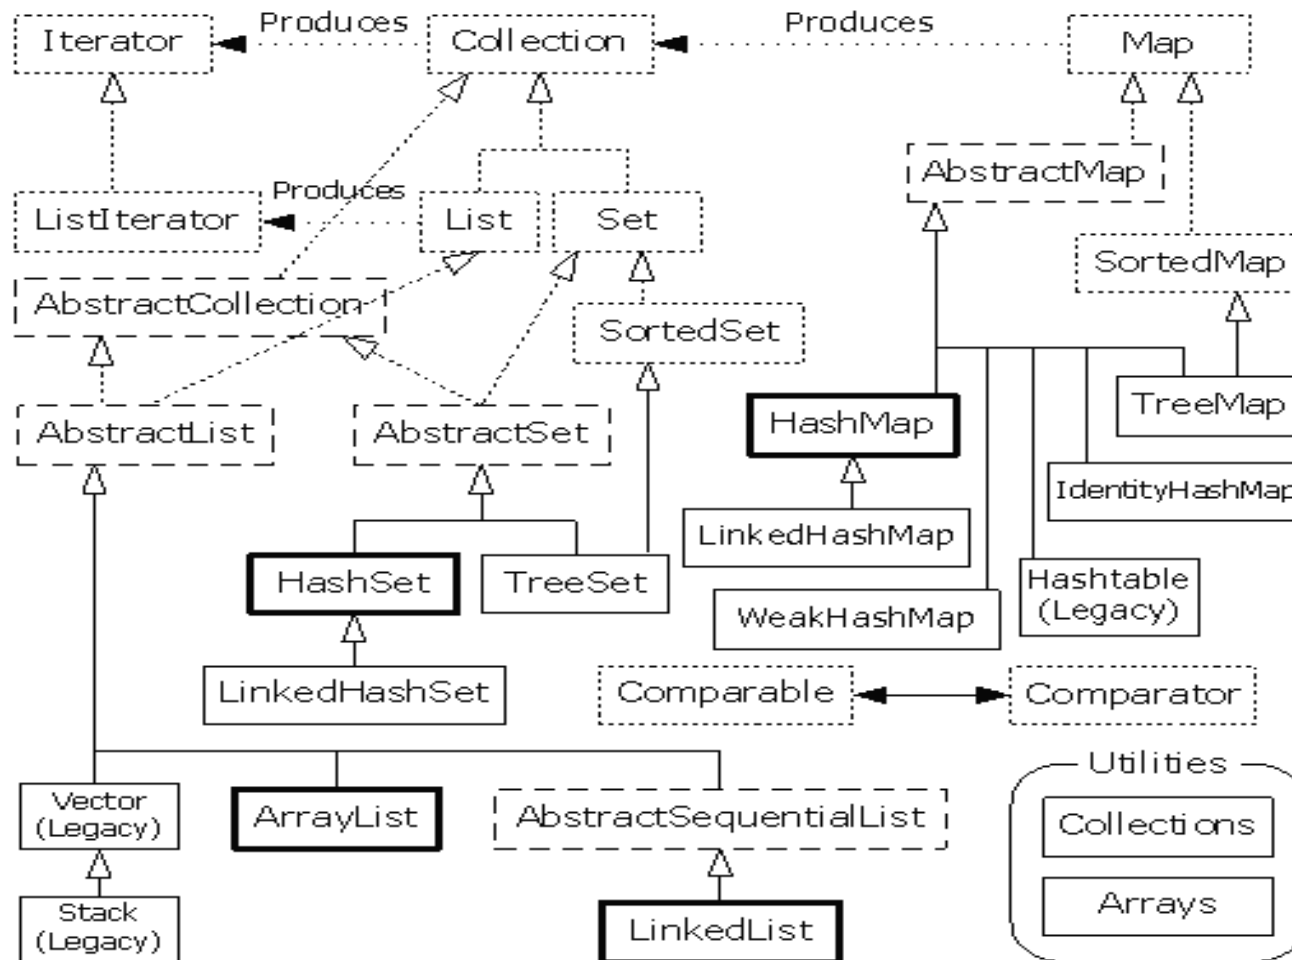 Iterator
Produces
Collection
Produces
Map
AbstractMap
ListIterator
Produces
List
Set
SortedMap
AbstractCollection
SortedSet
TreeMap
AbstractList
AbstractSet
HashMap
IdentityHashMap
LinkedHashMap
HashSet
TreeSet
Hashtable
(Legacy)
WeakHashMap
LinkedHashSet
Comparable
Comparator
Utilities
Vector
(Legacy)
ArrayList
AbstractSequentialList
Collections
Stack
(Legacy)
LinkedList
Arrays